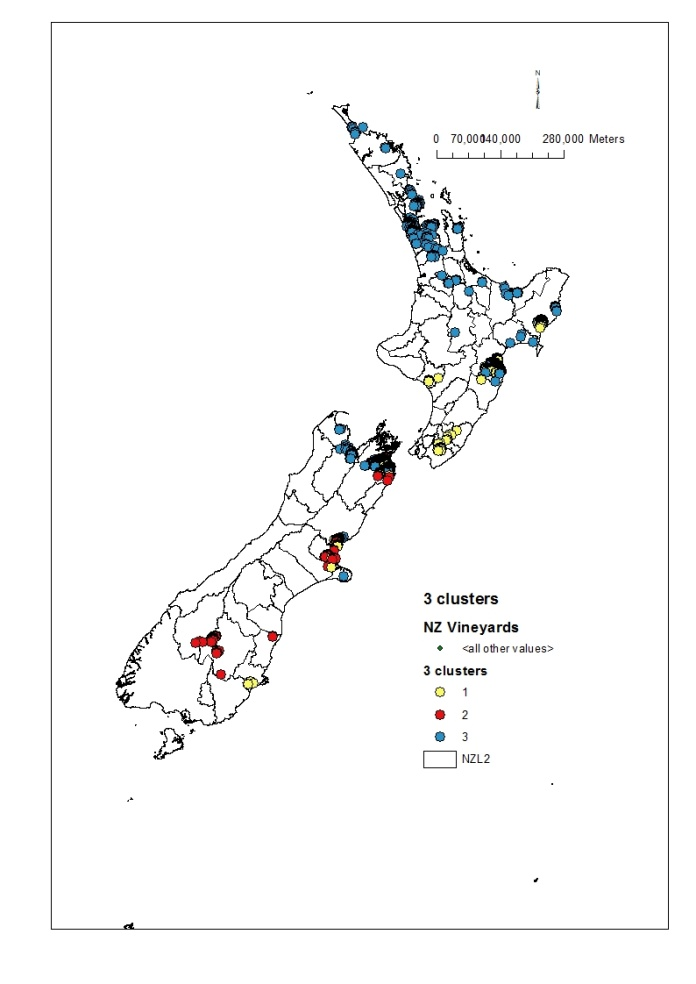 N
0 70,000140,000 280,000 Meters
3 clusters
NZ Vineyards
<all other values>
3 clusters
1
2
3
NZL2